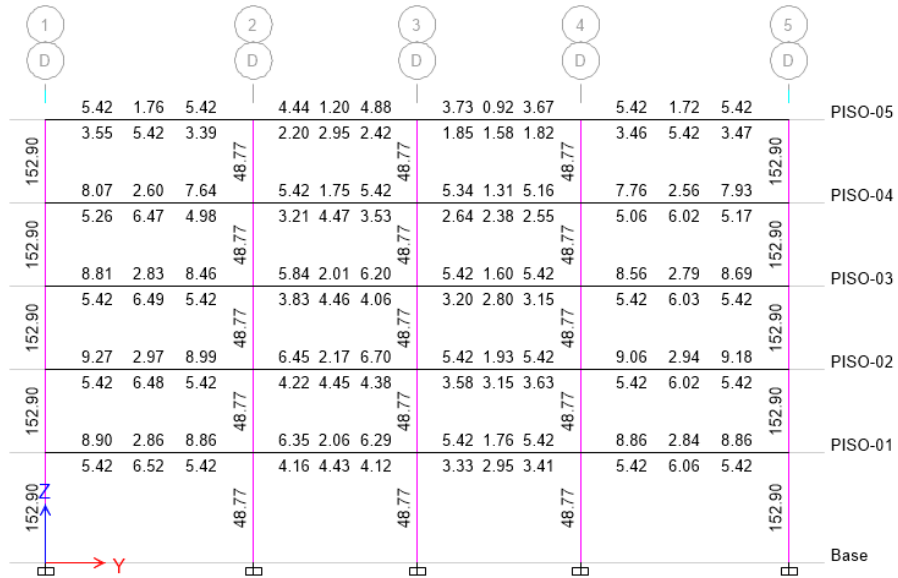 1 2 3 4 5
D D D D D
5.42 1.76 5.42 4.44 1.20 4.88 3.73 0.92 3.67 5.42 1.72 5.42 PISO-05
3.55 5.42 3.39 2.20 2.95 2.42 1.85 1.58 1.82 3.46 5.42 3.47
152.90 48.77 48.77 48.77 152.90
8.07 2.60 7.64 5.42 1.75 5.42 5.34 1.31 5.16 7.76 2.56 7.93 PISO-04
5.26 6.47 4.98 3.21 4.47 3.53 2.64 2.38 2.55 5.06 6.02 5.17
152.90 48.77 48.77 48.77 152.90
8.81 2.83 8.46 5.84 2.01 6.20 5.42 1.60 5.42 8.56 2.79 8.69 PISO-03
5.42 6.49 5.42 3.83 4.46 4.06 3.20 2.80 3.15 5.42 6.03 5.42
152.90 48.77 48.77 48.77 152.90
9.27 2.97 8.99 6.45 2.17 6.70 5.42 1.93 5.42 9.06 2.94 9.18 PISO-02
5.42 6.48 5.42 4.22 4.45 4.38 3.58 3.15 3.63 5.42 6.02 5.42
152.90 48.77 48.77 48.77 152.90
8.90 2.86 8.86 6.35 2.06 6.29 5.42 1.76 5.42 8.86 2.84 8.86 PISO-01
5.42 6.52 5.42 4.16 4.43 4.12 3.33 2.95 3.41 5.42 6.06 5.42
152.90 48.77 48.77 48.77 152.90
Z
Y
Base